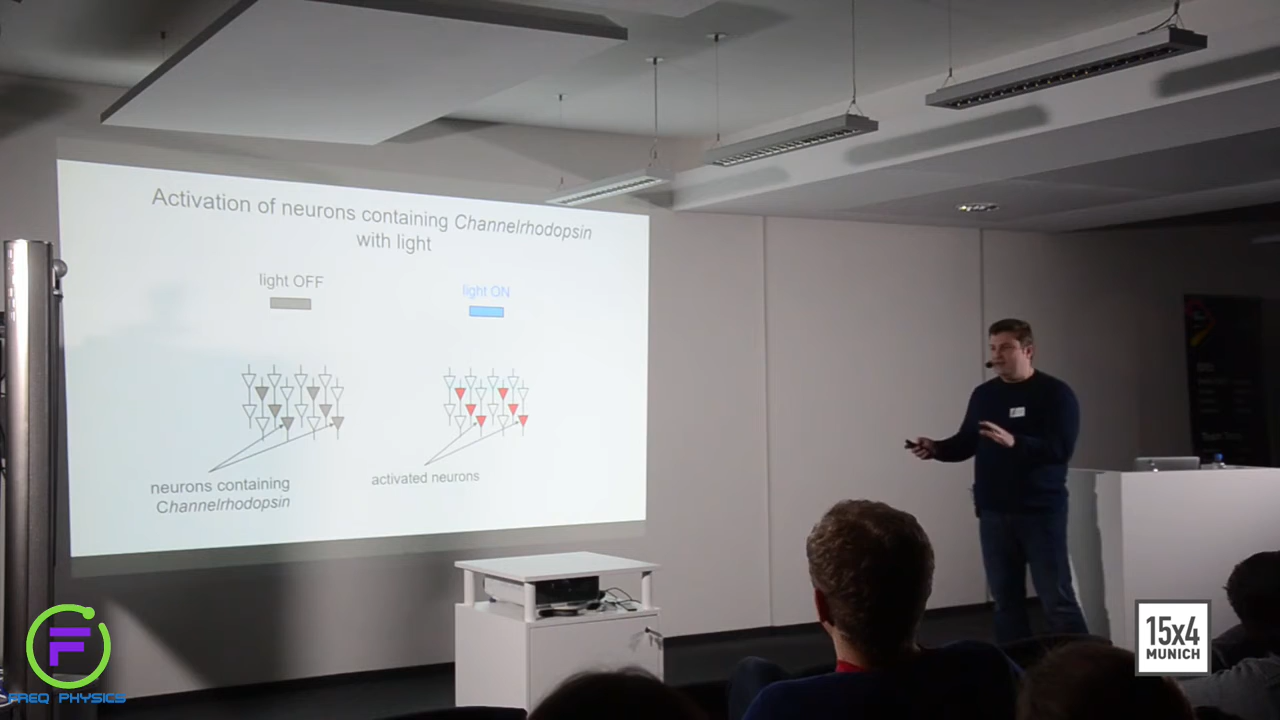 Activation of neurons containing Channelrhodopsin
with light
light OFF
light ON
neurons containing
Channelrhodopsin
activated neurons
15x4
MUNICH
F
FREQ PHYSICS